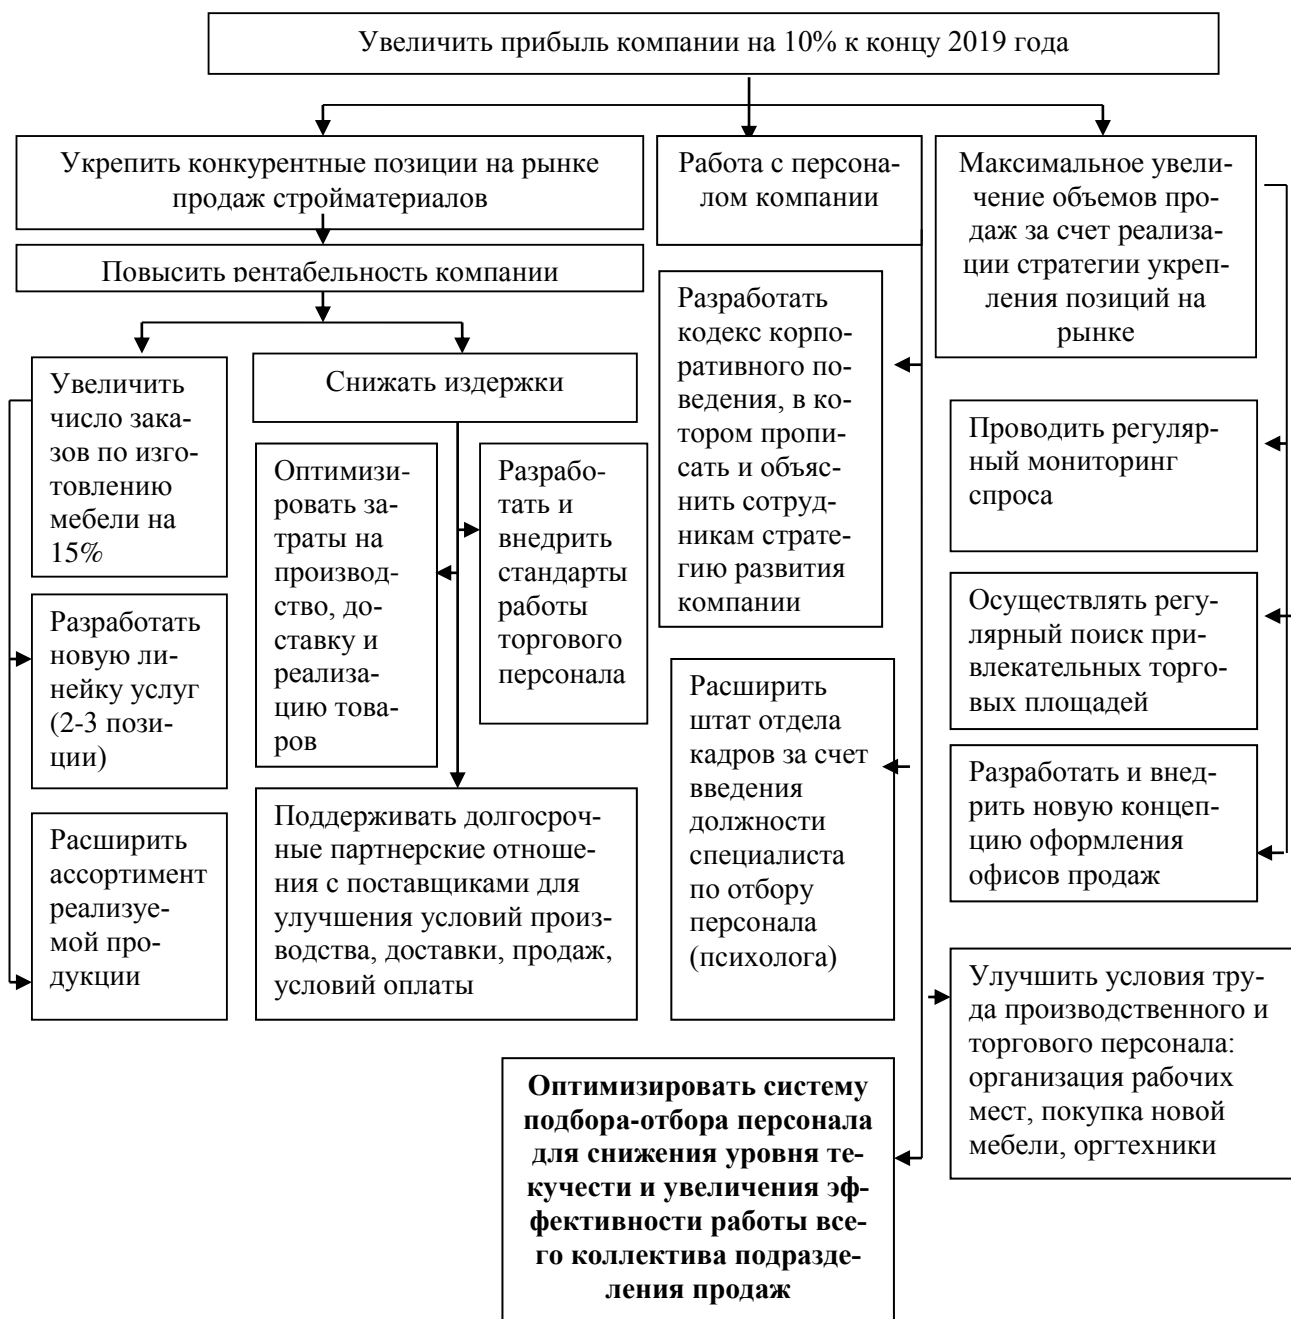 Увеличить прибыль компании на 10% к концу 2019 года
Укрепить конкурентные позиции на рынке
продаж стройматериалов
Работа с персона-
лом компании
Максимальное увели-
чение объемов про-
даж за счет реализа-
ции стратегии укреп-
ления позиций на
рынке
Повысить рентабельность компании
Увеличить
число зака-
зов по изго-
товлению
мебели на
15%
Снижать издержки
Разработать
кодекс корпо-
ративного по-
ведения, в ко-
тором пропи-
сать и объяс-
нить сотруд-
никам страте-
гию развития
компании
Проводить регуляр-
ный мониторинг
спроса
Оптимизи-
ровать за-
траты на
производ-
ство, до-
ставку и
реализа-
цию това-
ров
Разрабо-
тать и
внедрить
стандарты
работы
торгового
персонала
Осуществлять регу-
лярный поиск при-
влекательных торго-
вых площадей
Разработать
новую ли-
нейку услуг
(2-3 пози-
ции)
Расширить
штат отдела
кадров за счет
введения
должности
специалиста
по отбору
персонала
(психолога)
Разработать и внед-
рить новую концеп-
цию оформления
офисов продаж
Расширить
ассортимент
реализуе-
мой про-
дукции
Поддерживать долгосроч-
ные партнерские отноше-
ния с поставщиками для
улучшения условий произ-
водства, доставки, продаж,
условий оплаты
Улучшить условия тру-
да производственного и
торгового персонала:
организация рабочих
мест, покупка новой
мебели, оргтехники
Оптимизировать систему
подбора-отбора персонала
для снижения уровня те-
кучести и увеличения эф-
фективности работы все-
го коллектива подразде-
ления продаж